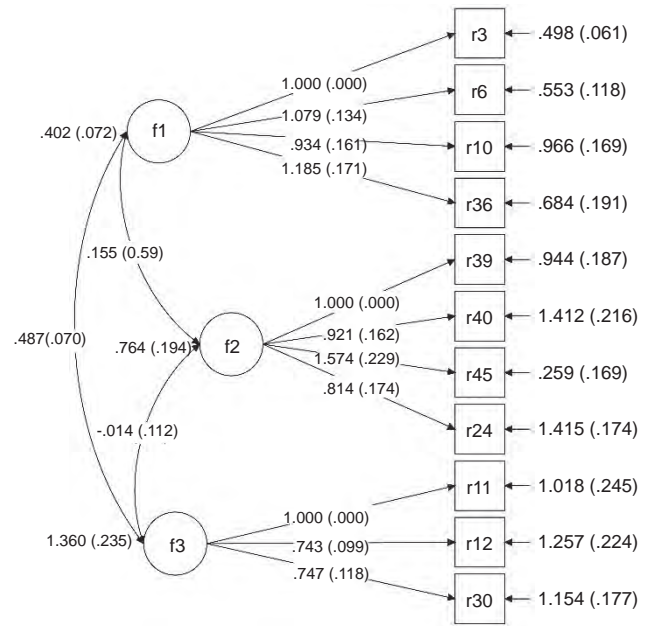 r3
.498 (.061)
1.000 (.000)
r6
.553 (.118)
1.079 (.134)
.402 (.072)
f1
.934 (.161)
r10
.966 (.169)
1.185 (.171)
r36
.684 (.191)
.155 (0.59)
r39
.944 (.187)
1.000 (.000)
r40
1.412 (.216)
.921 (.162)
.487(.070)
.764 (.194)
f2
1.574 (.229)
r45
.259 (.169)
.814 (.174)
r24
1.415 (.174)
-.014 (.112)
r11
1.018 (.245)
1.000 (.000)
1.360 (.235)
f3
.743 (.099)
r12
1.257 (.224)
.747 (.118)
r30
1.154 (.177)